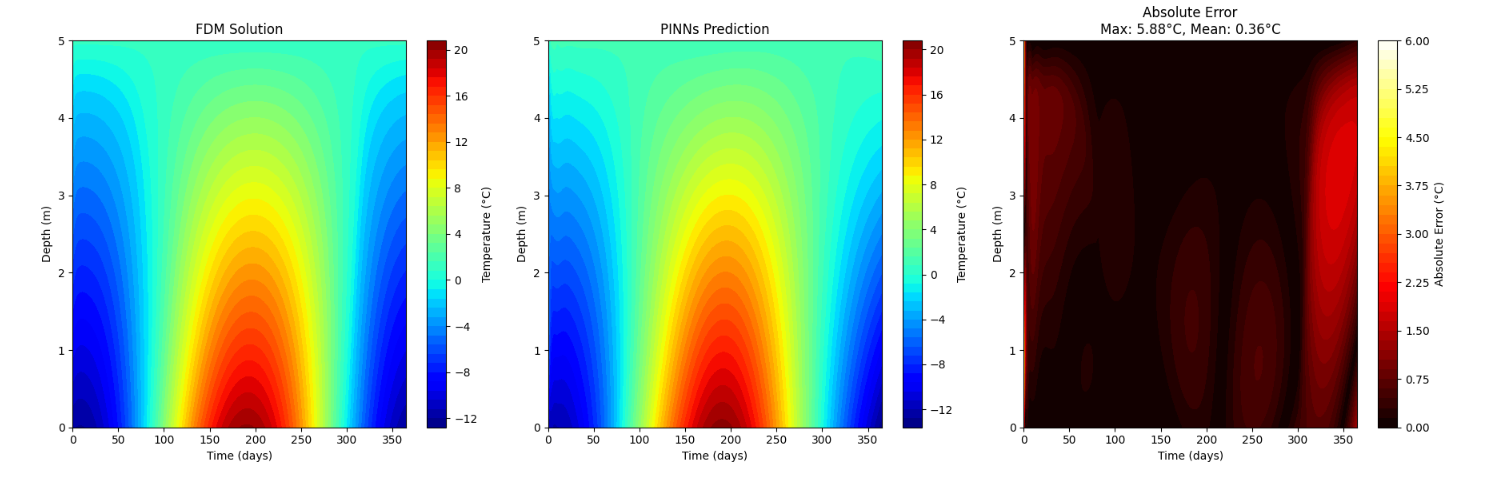 FDM Solution
5
4
3
2
1
0
Depth (m)
0 50 100 150 200 250 300 350
Time (days)
20
16
12
8
4
0
−4
−8
−12
Temperature (°C)
PINNs Prediction
5
4
3
2
1
0
Depth (m)
0 50 100 150 200 250 300 350
Time (days)
20
16
12
8
4
0
−4
−8
−12
Temperature (°C)
Absolute Error
Max: 5.88°C, Mean: 0.36°C
5
4
3
2
1
0
Depth (m)
0 50 100 150 200 250 300 350
Time (days)
6.00
5.25
4.50
3.75
3.00
2.25
1.50
0.75
0.00
Absolute Error (°C)